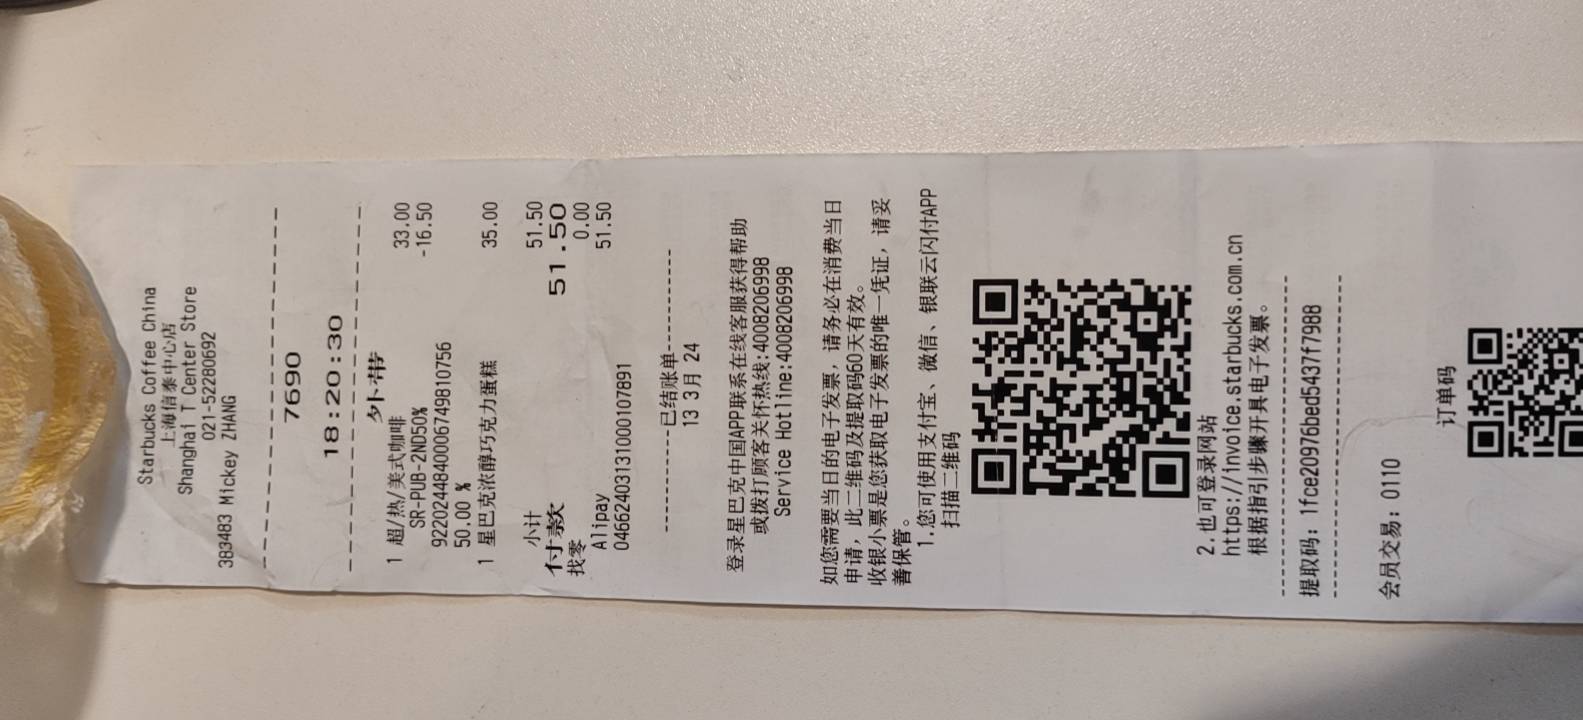 Starbucks Coffee China
上海信泰中心店
Shanghai T Center Store
021-52280692
383483 Mickey ZHANG
7690
18:20:30
外带
1 超/热/美式咖啡 33.00
SR-PUB-2ND50% -16.50
9220244840006749810756
50.00 %
1 星巴克浓醇巧克力蛋糕 35.00
小计 51.50
付款 51.50
找零 0.00
Alipay 51.50
04662403131000107891
----------已结账单----------
13 3月 24
登录星巴克中国APP联系在线客服获得帮助
或拨打顾客关怀热线:4008206998
Service Hotline:4008206998
如您需要当日的电子发票，请务必在消费当日
申请，此二维码及提取码60天有效。
收银小票是您获取电子发票的唯一凭证，请妥
善保管。
1.您可使用支付宝、微信、银联云闪付APP
扫描二维码
2.也可登录网站
https://invoice.starbucks.com.cn
根据指引步骤开具电子发票。
提取码：1fce20976bbed5437f7988
会员交易：0110
订单码